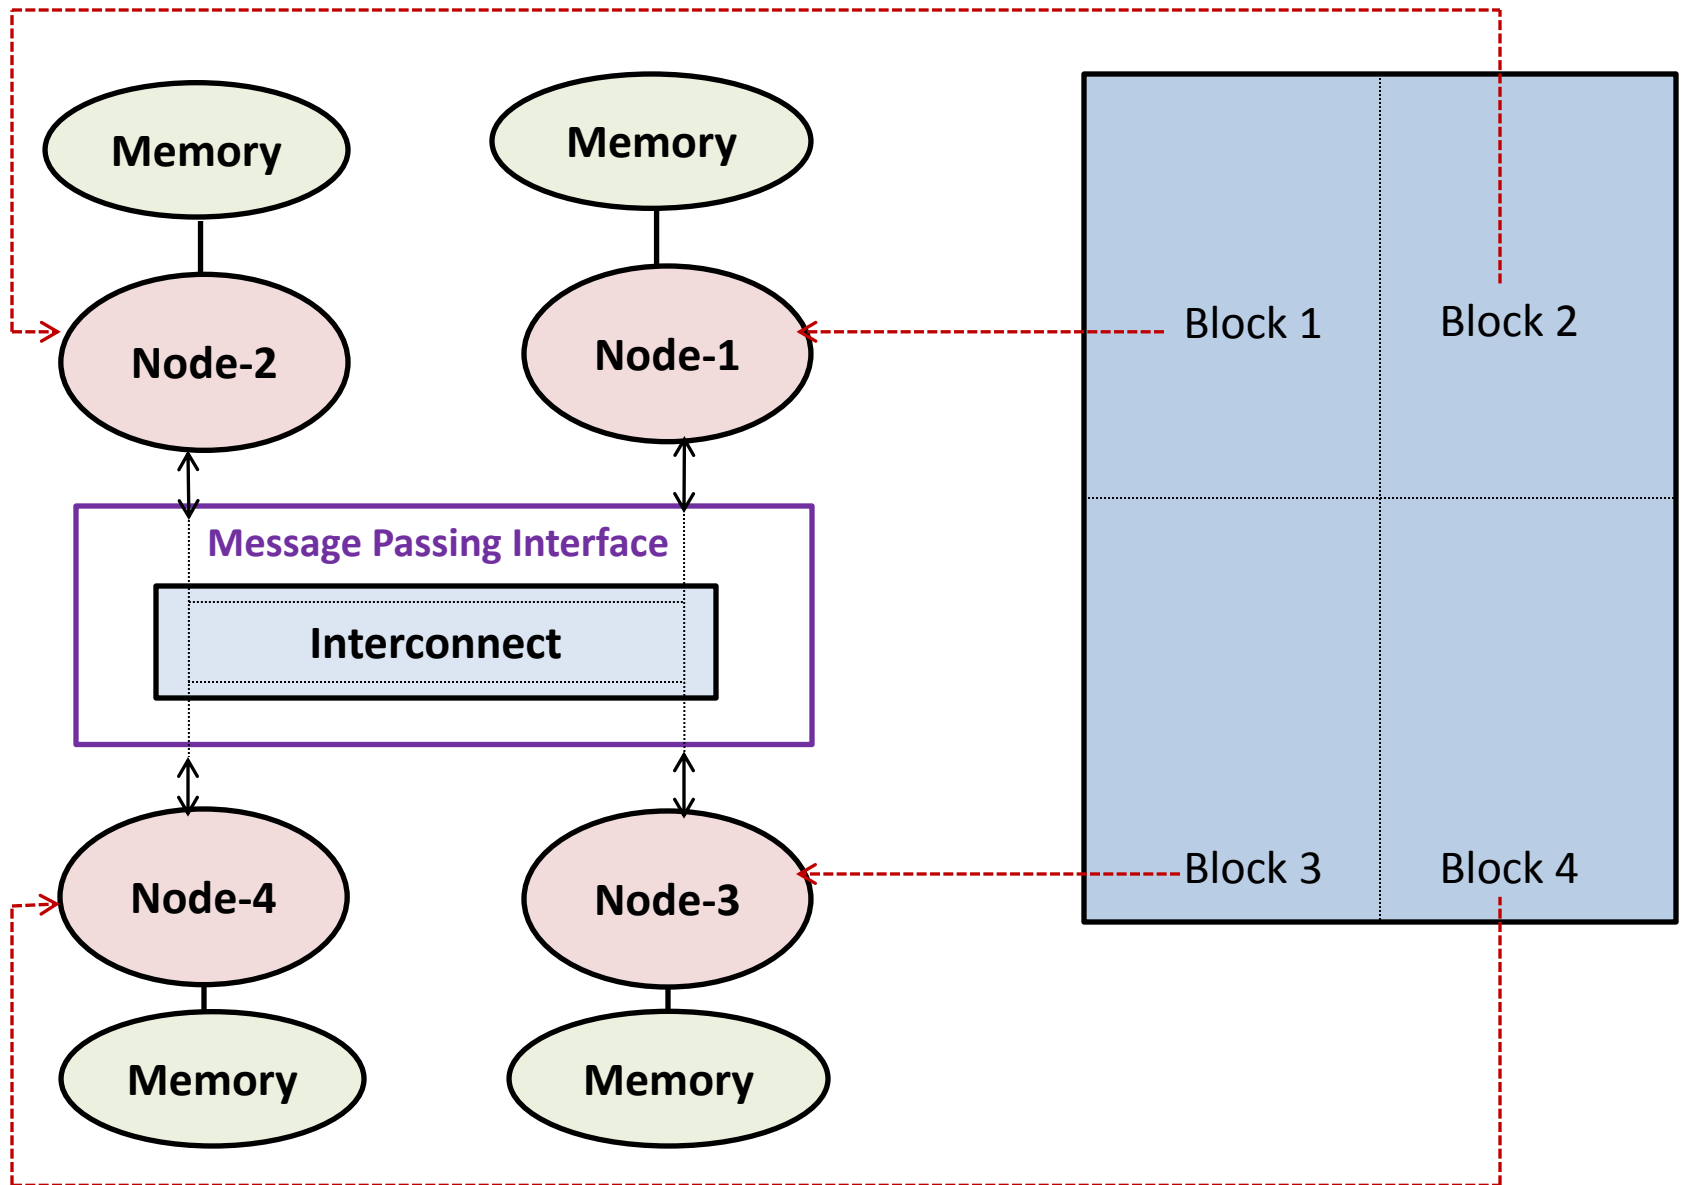 Memory
Memory
Node-2
Node-1
Block 1
Block 2
Message Passing Interface
Interconnect
Node-4
Node-3
Block 3
Block 4
Memory
Memory